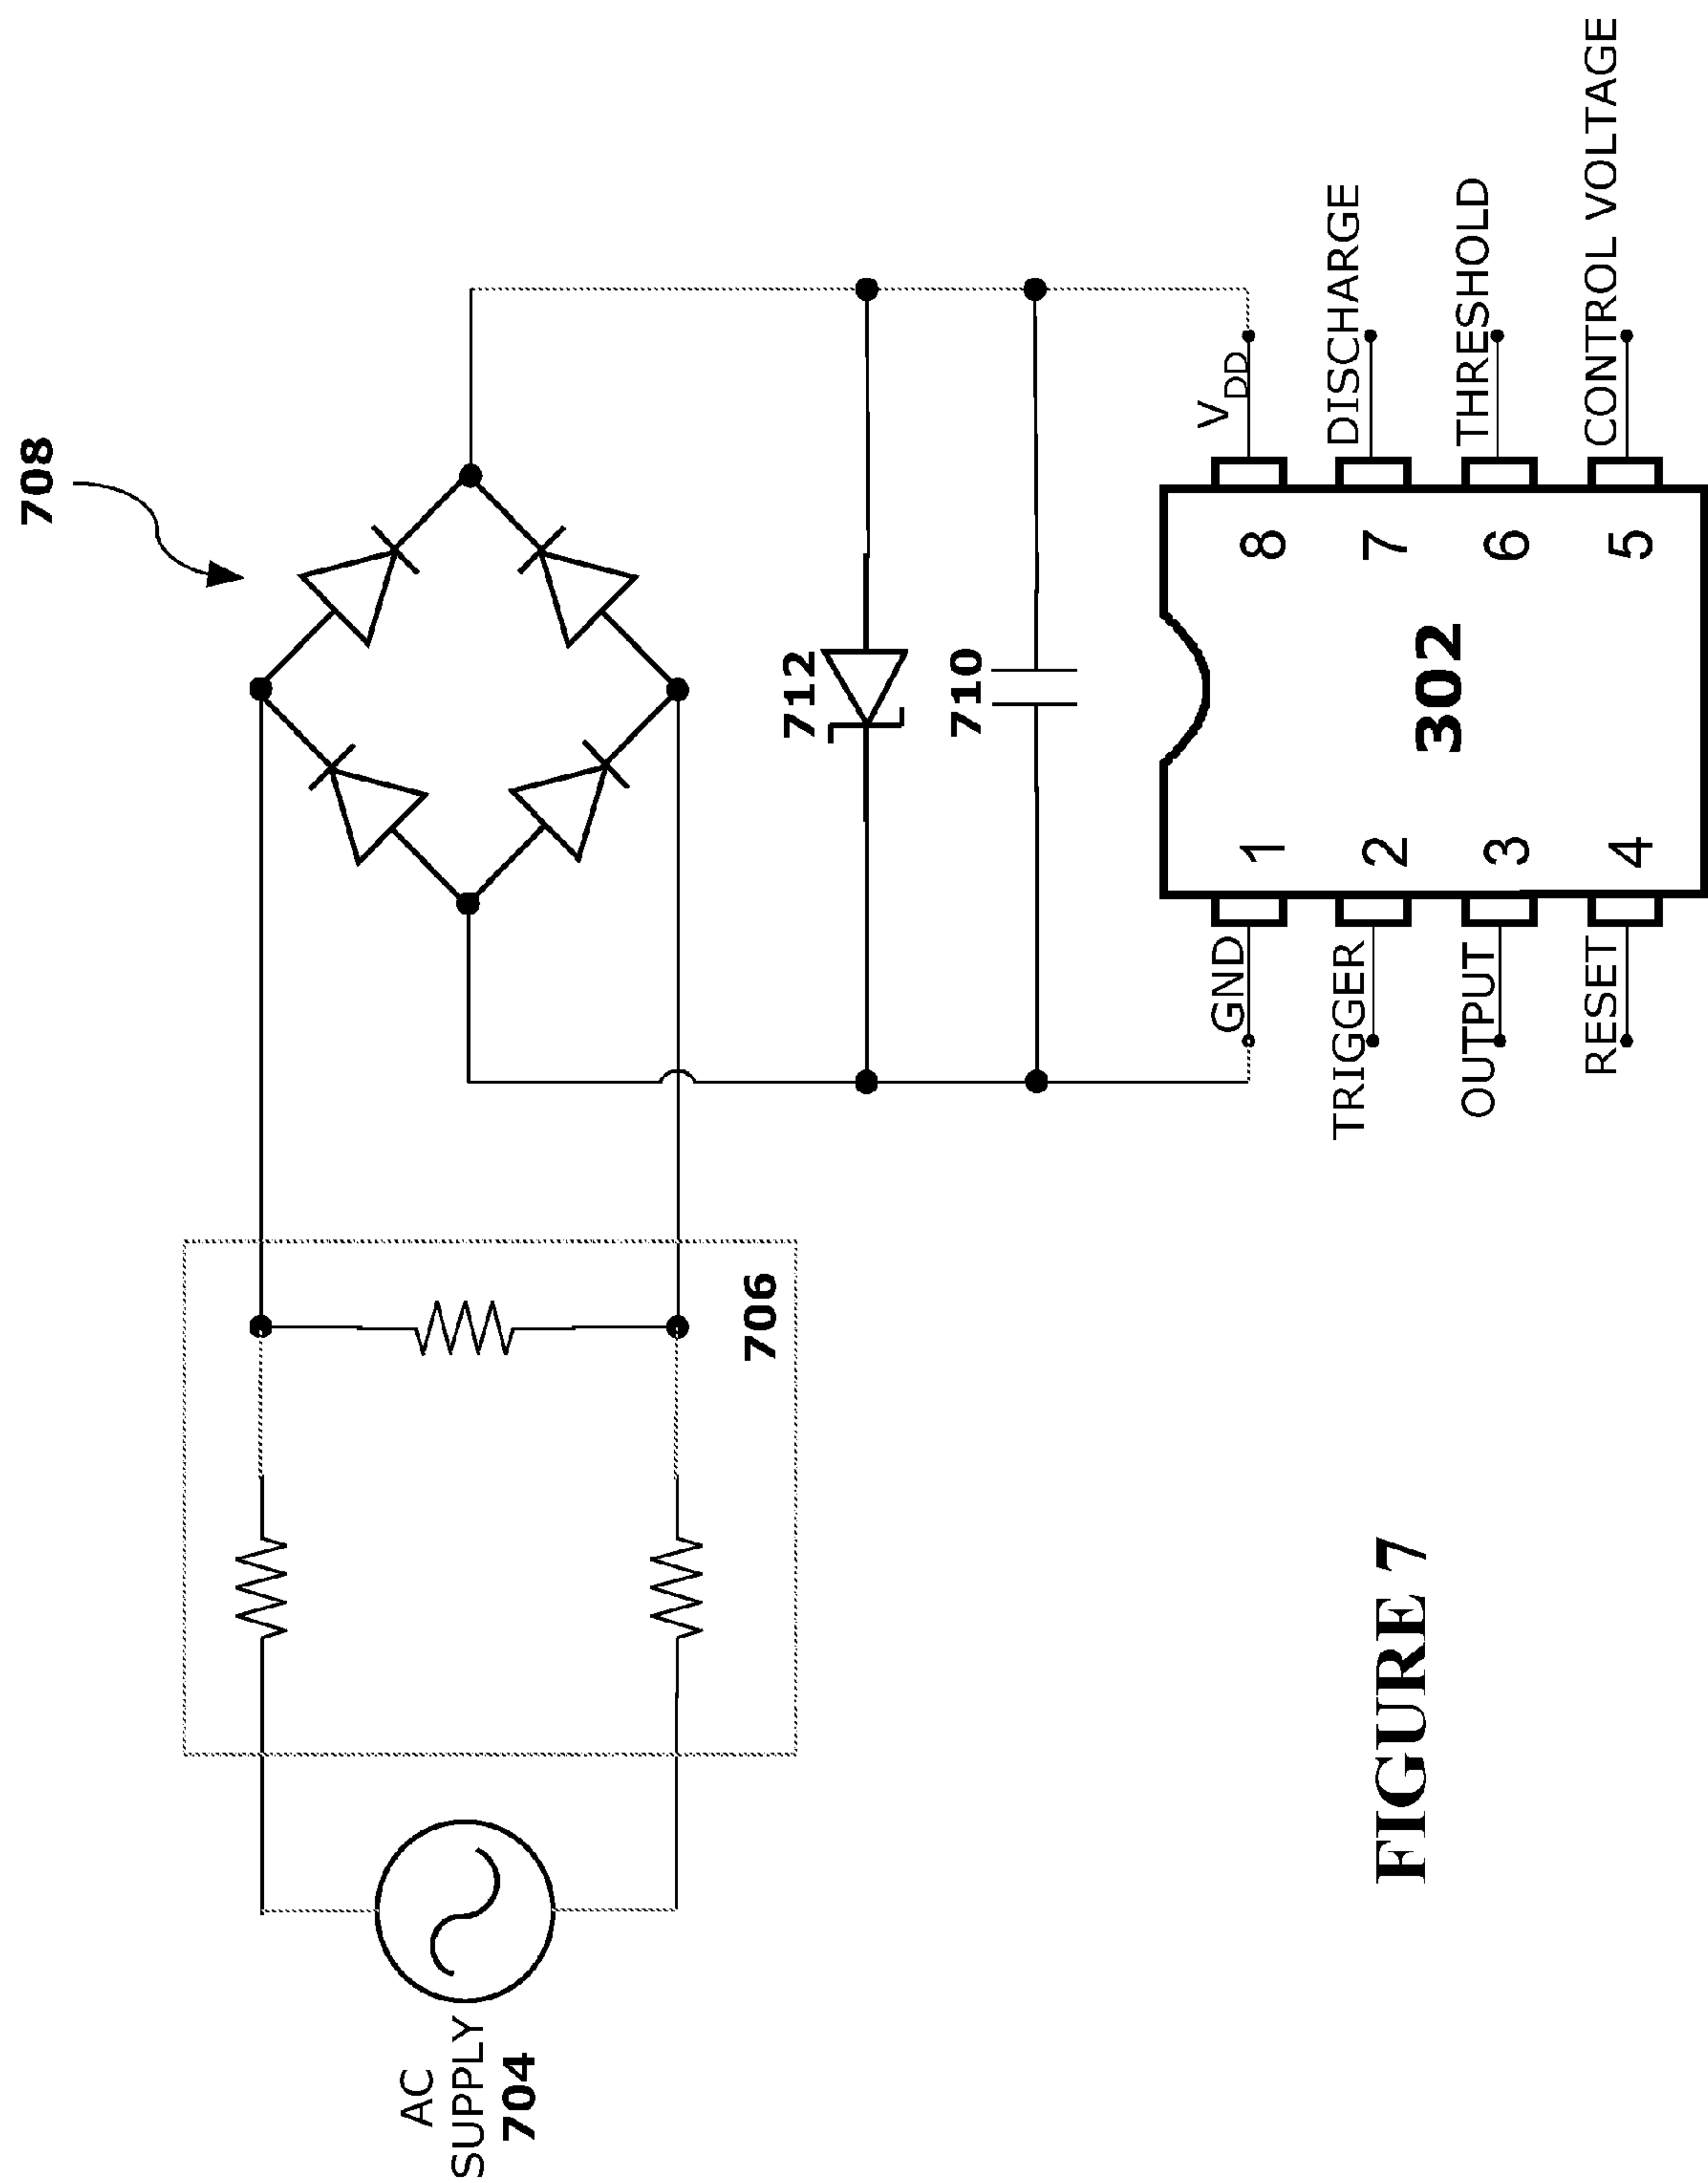 708
AC
SUPPLY
704
706
712
710
GND
TRIGGER
OUTPUT
RESET
1
2
3
4
302
8
7
6
5
VDD
DISCHARGE
THRESHOLD
CONTROL VOLTAGE
FIGURE 7